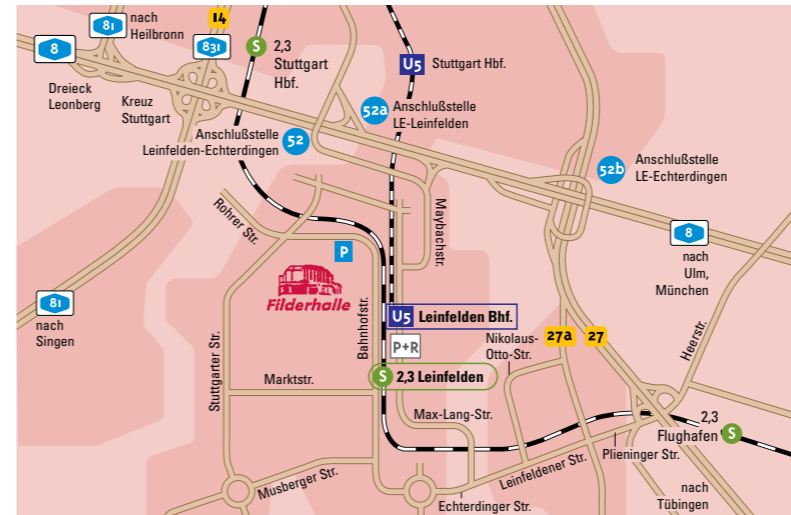 81
nach
Heilbronn
14
8
831
S
2,3
Stuttgart
Hbf.
U5
Stuttgart Hbf.
Dreieck
Leonberg
Kreuz
Stuttgart
52a
Anschlußstelle
LE-Leinfelden
Anschlußstelle
Leinfelden-Echterdingen
52
52b
Anschlußstelle
LE-Echterdingen
Rohrer Str.
Maybachstr.
P
8
nach
Ulm,
München
Filderhalle
81
nach
Singen
Stuttgarter Str.
Bahnhofstr.
U5 Leinfelden Bhf.
P+R
Nikolaus-
Otto-Str.
27a
27
Heerstr.
Marktstr.
S 2,3 Leinfelden
Max-Lang-Str.
2,3
Flughafen
S
Plieninger Str.
Leinfeldener Str.
Musberger Str.
Echterdinger Str.
nach
Tübingen